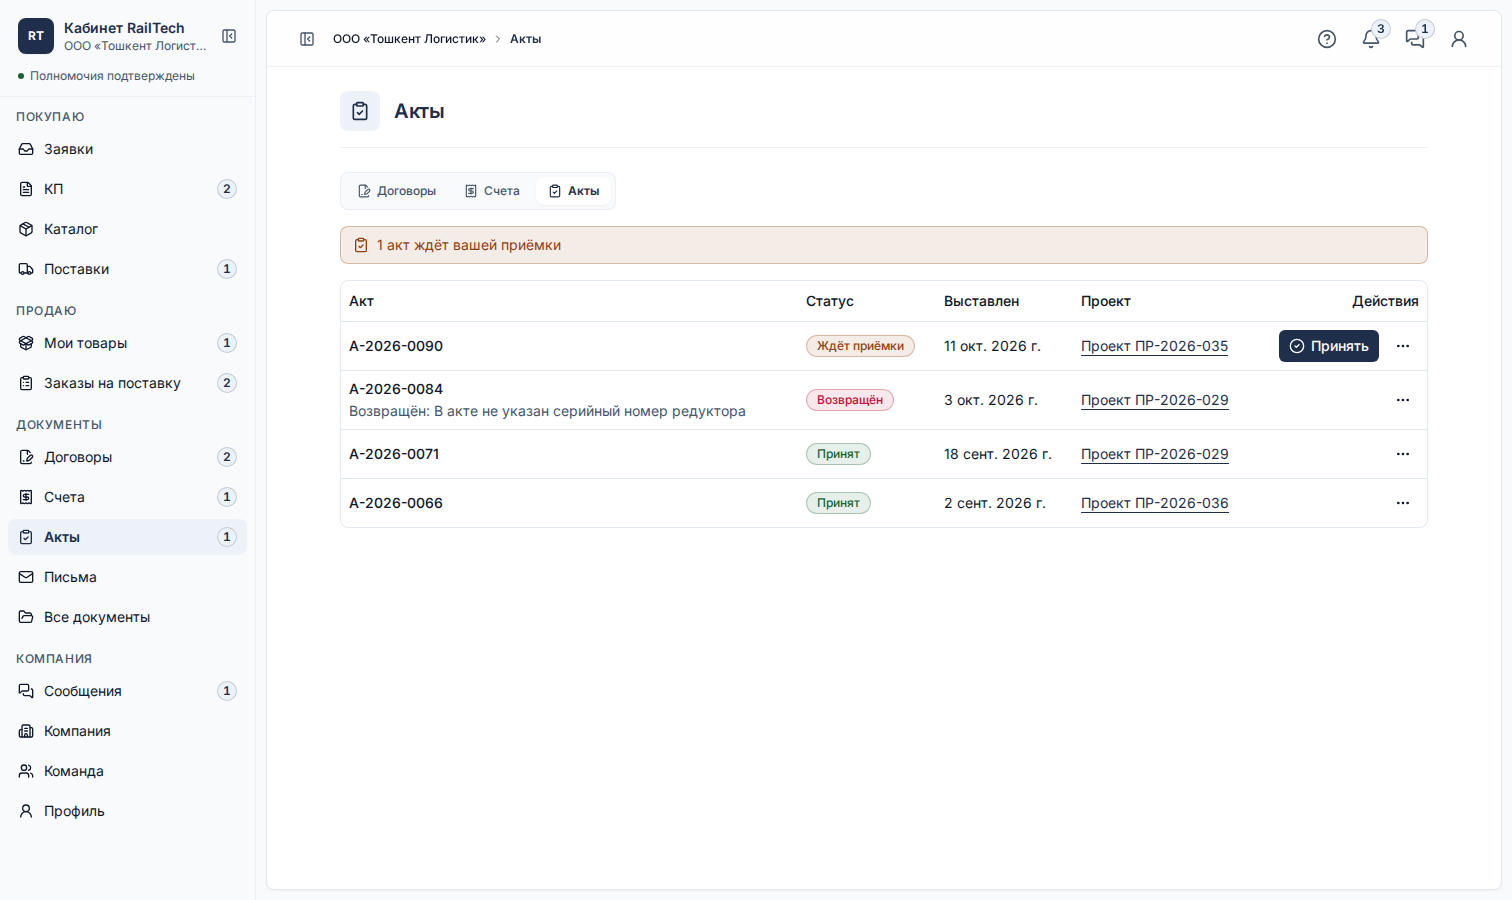 RT
Кабинет RailTech
ООО «Тошкент Логист...
Полномочия подтверждены
ПОКУПАЮ
Заявки
КП 2
Каталог
Поставки 1
ПРОДАЮ
Мои товары 1
Заказы на поставку 2
ДОКУМЕНТЫ
Договоры 2
Счета 1
Акты 1
Письма
Все документы
КОМПАНИЯ
Сообщения 1
Компания
Команда
Профиль
ООО «Тошкент Логистик» > Акты
3 1
Акты
Договоры Счета Акты
1 акт ждёт вашей приёмки
Акт Статус Выставлен Проект Действия
A-2026-0090 Ждёт приёмки 11 окт. 2026 г. Проект ПР-2026-035 Принять
A-2026-0084 Возвращён 3 окт. 2026 г. Проект ПР-2026-029
Возвращён: В акте не указан серийный номер редуктора
A-2026-0071 Принят 18 сент. 2026 г. Проект ПР-2026-029
A-2026-0066 Принят 2 сент. 2026 г. Проект ПР-2026-036